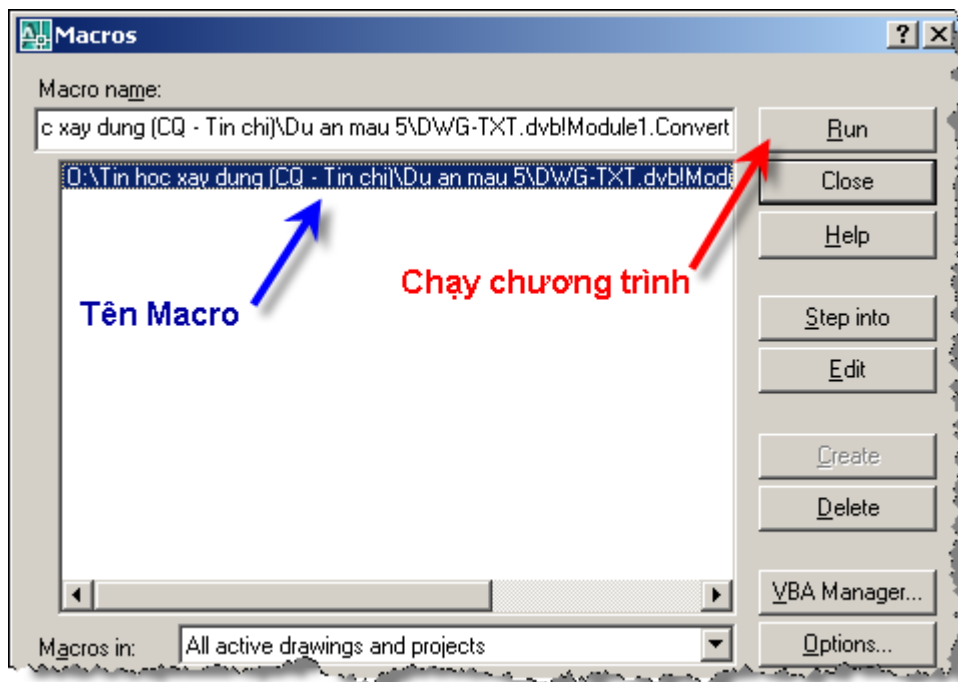 Macros
Macro name:
c xay dung (CQ - Tin chi)\Du an mau 5\DWG-TXT.dvb!Module1.Convert
Run
O:\Tin hoc xay dung (CQ - Tin chi)\Du an mau 5\DWG-TXT.dvb!Modu
Close
Help
Chạy chương trình
Tên Macro
Step into
Edit
Create
Delete
VBA Manager...
Macros in:
All active drawings and projects
Options...